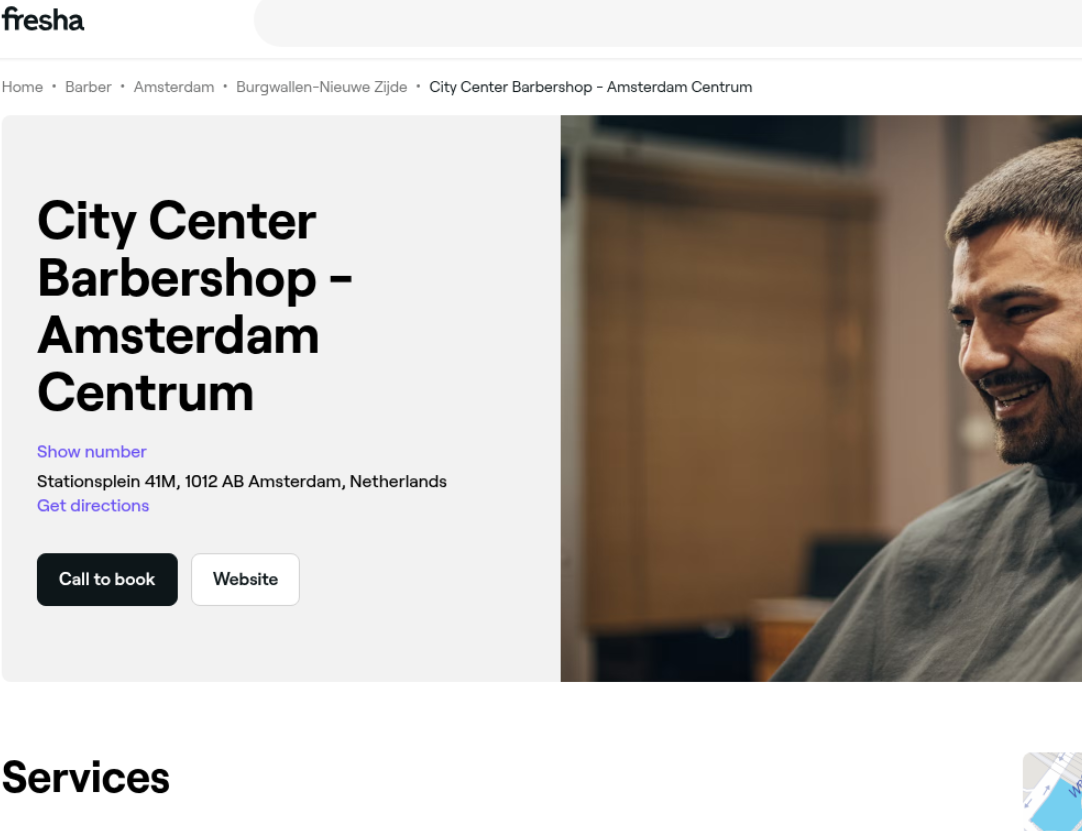 fresha
Home • Barber • Amsterdam • Burgwallen-Nieuwe Zijde • City Center Barbershop - Amsterdam Centrum
City Center
Barbershop -
Amsterdam
Centrum
Show number
Stationsplein 41M, 1012 AB Amsterdam, Netherlands
Get directions
Call to book
Website
Services